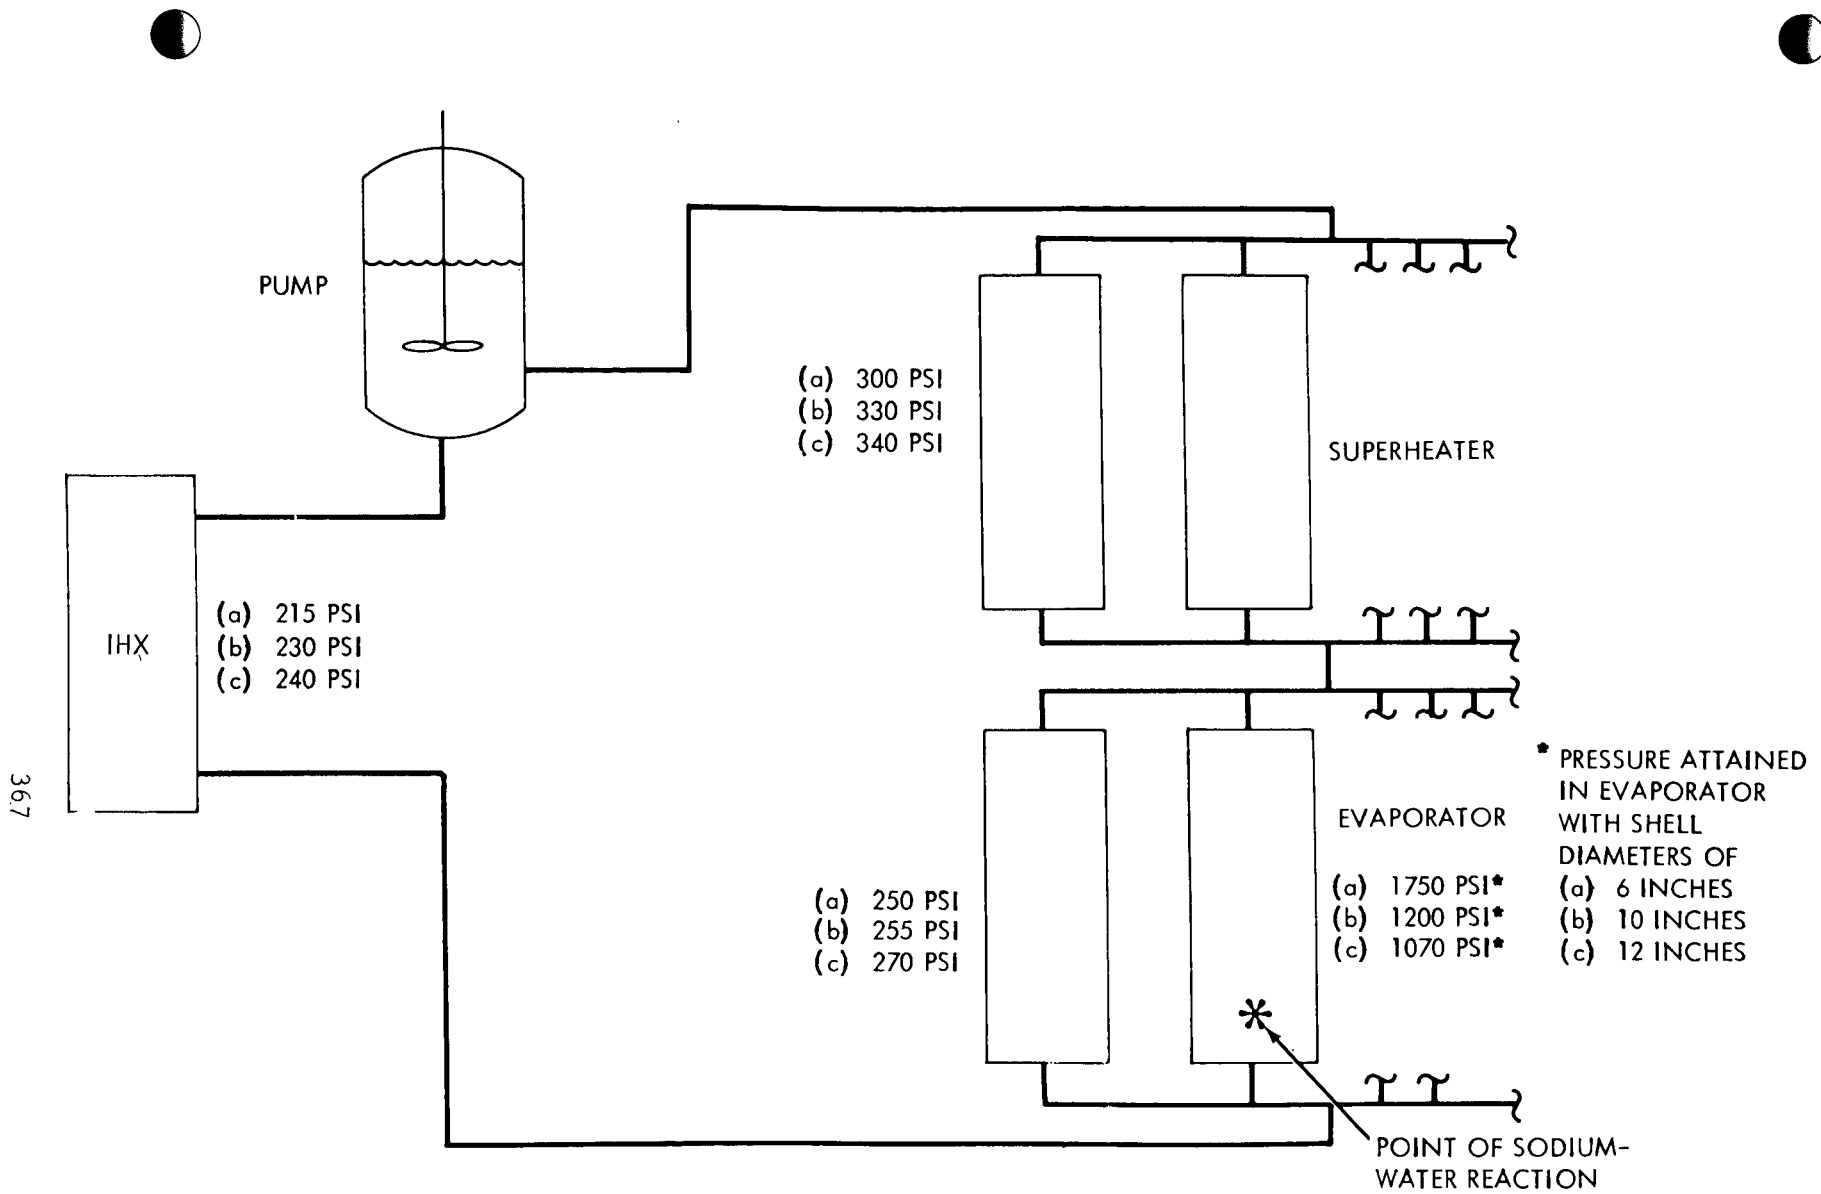 PUMP
(a) 300 PSI
(b) 330 PSI
(c) 340 PSI
SUPERHEATER
IHX
(a) 215 PSI
(b) 230 PSI
(c) 240 PSI
367
(a) 250 PSI
(b) 255 PSI
(c) 270 PSI
EVAPORATOR
(a) 1750 PSI*
(b) 1200 PSI*
(c) 1070 PSI*
* PRESSURE ATTAINED
IN EVAPORATOR
WITH SHELL
DIAMETERS OF
(a) 6 INCHES
(b) 10 INCHES
(c) 12 INCHES
POINT OF SODIUM-
WATER REACTION